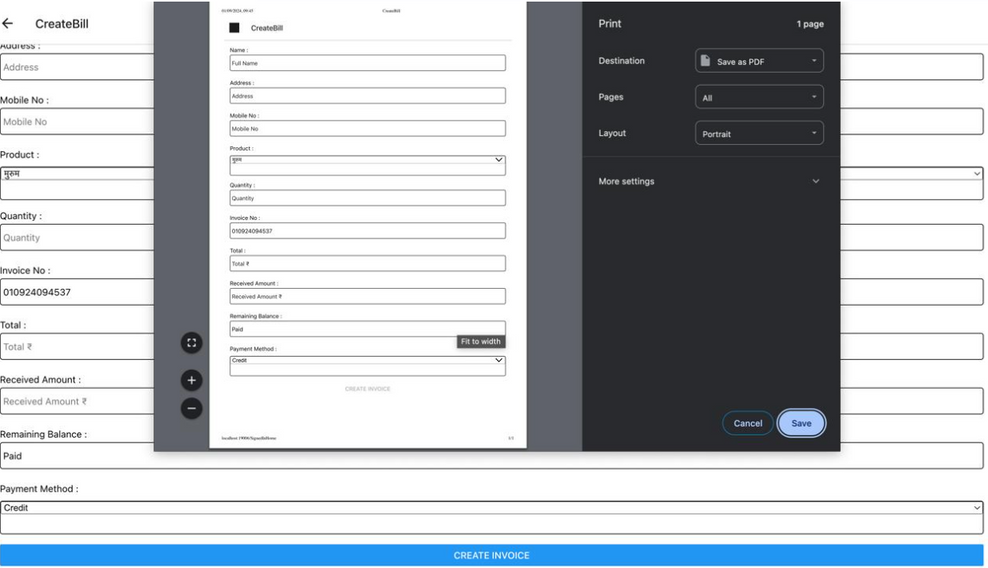 CreateBill
Address :
Address
Mobile No :
Mobile No
Product :
मुरुम
Quantity :
Quantity
Invoice No :
010924094537
Total :
Total ₹
Received Amount :
Received Amount ₹
Remaining Balance :
Paid
Payment Method :
Credit
CREATE INVOICE
01/09/2024, 09:45 CreateBill
CreateBill
Name :
Full Name
Address :
Address
Mobile No :
Mobile No
Product :
मुरुम
Quantity :
Quantity
Invoice No :
010924094537
Total :
Total ₹
Received Amount :
Received Amount ₹
Remaining Balance :
Paid
Fit to width
Payment Method :
Credit
CREATE INVOICE
1/1
Print 1 page
Destination Save as PDF
Pages All
Layout Portrait
More settings
Cancel Save